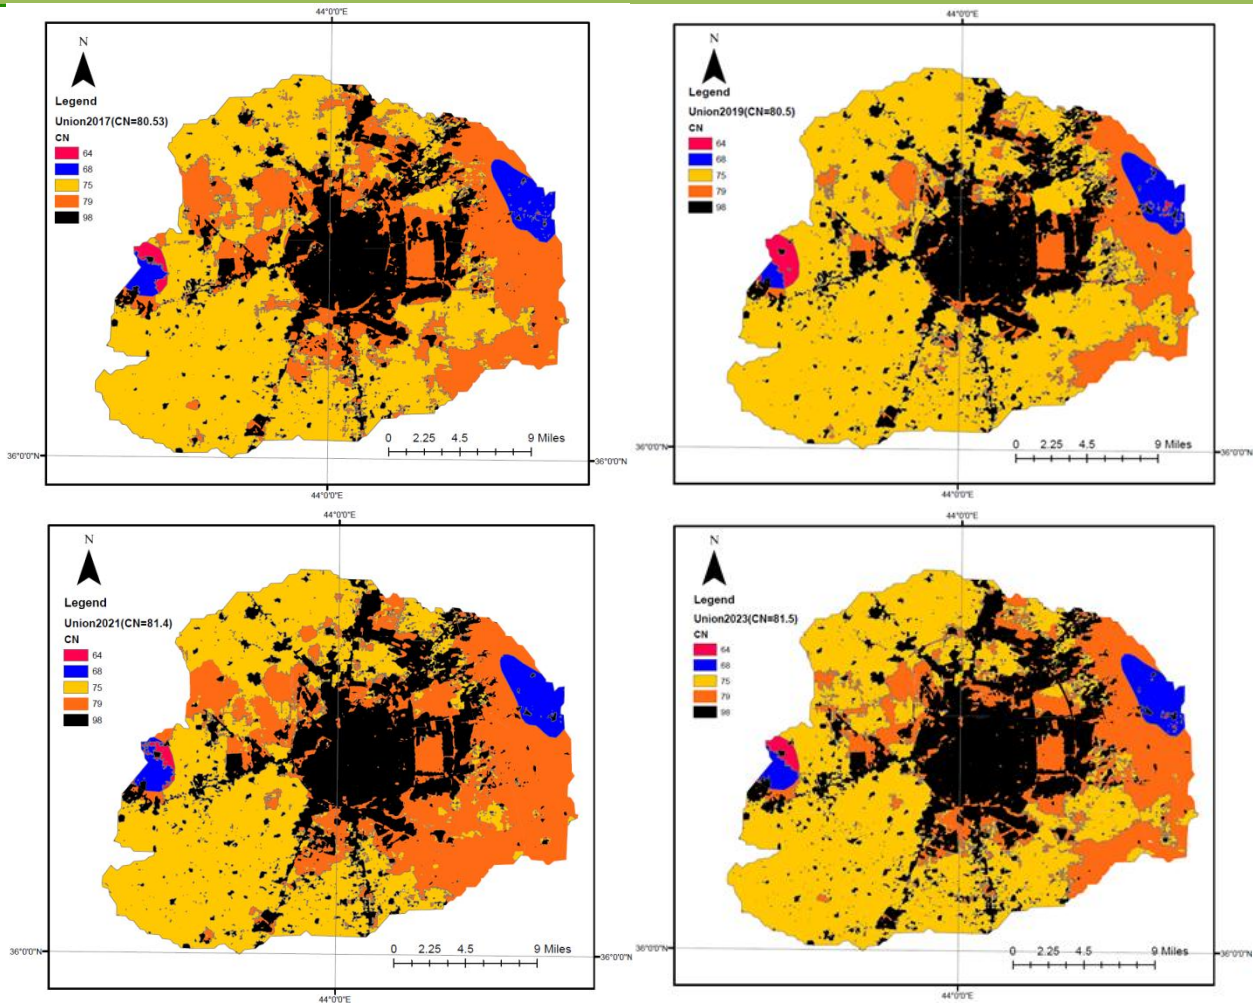 44°0'0"E
N
Legend
Union2017(CN=80.53)
CN
64
68
75
79
98
0 2.25 4.5 9 Miles
36°0'0"N
36°0'0"N
44°0'0"E
44°0'0"E
N
Legend
Union2019(CN=80.5)
CN
64
68
75
79
98
0 2.25 4.5 9 Miles
36°0'0"N
44°0'0"E
44°0'0"E
N
Legend
Union2021(CN=81.4)
CN
64
68
75
79
98
0 2.25 4.5 9 Miles
36°0'0"N
36°0'0"N
44°0'0"E
44°0'0"E
N
Legend
Union2023(CN=81.5)
CN
64
68
75
79
98
0 2.25 4.5 9 Miles
36°0'0"N
44°0'0"E